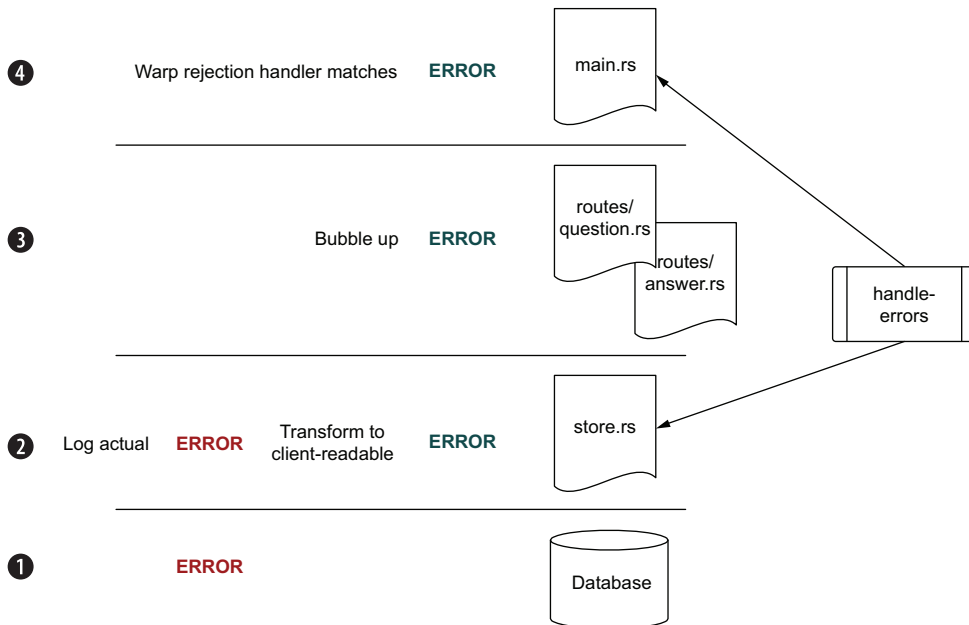 4
Warp rejection handler matches ERROR
main.rs
3
Bubble up ERROR
routes/
question.rs
routes/
answer.rs
handle-
errors
2
Log actual ERROR
Transform to
client-readable
ERROR
store.rs
1
ERROR
Database